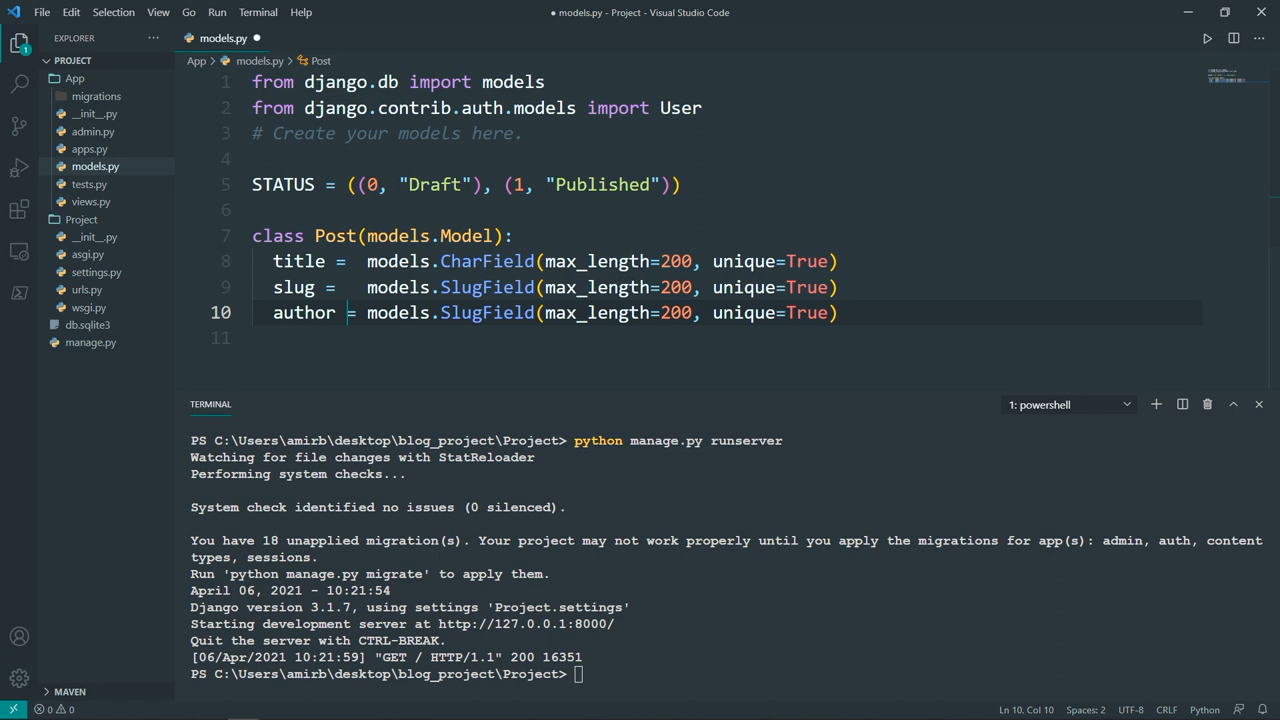 File Edit Selection View Go Run Terminal Help
● models.py - Project - Visual Studio Code
EXPLORER
1
PROJECT
App
migrations
__init__.py
admin.py
apps.py
models.py
tests.py
views.py
Project
__init__.py
asgi.py
settings.py
urls.py
wsgi.py
db.sqlite3
manage.py
MAVEN
models.py
App > models.py > Post
1 from django.db import models
2 from django.contrib.auth.models import User
3 # Create your models here.
4
5 STATUS = ((0, "Draft"), (1, "Published"))
6
7 class Post(models.Model):
8 title = models.CharField(max_length=200, unique=True)
9 slug = models.SlugField(max_length=200, unique=True)
10 author = models.SlugField(max_length=200, unique=True)
11
TERMINAL
1: powershell
PS C:\Users\amirb\desktop\blog_project\Project> python manage.py runserver
Watching for file changes with StatReloader
Performing system checks...
System check identified no issues (0 silenced).
You have 18 unapplied migration(s). Your project may not work properly until you apply the migrations for app(s): admin, auth, content
types, sessions.
Run 'python manage.py migrate' to apply them.
April 06, 2021 - 10:21:54
Django version 3.1.7, using settings 'Project.settings'
Starting development server at http://127.0.0.1:8000/
Quit the server with CTRL-BREAK.
[06/Apr/2021 10:21:59] "GET / HTTP/1.1" 200 16351
PS C:\Users\amirb\desktop\blog_project\Project>
0 0
Ln 10, Col 10 Spaces: 2 UTF-8 CRLF Python